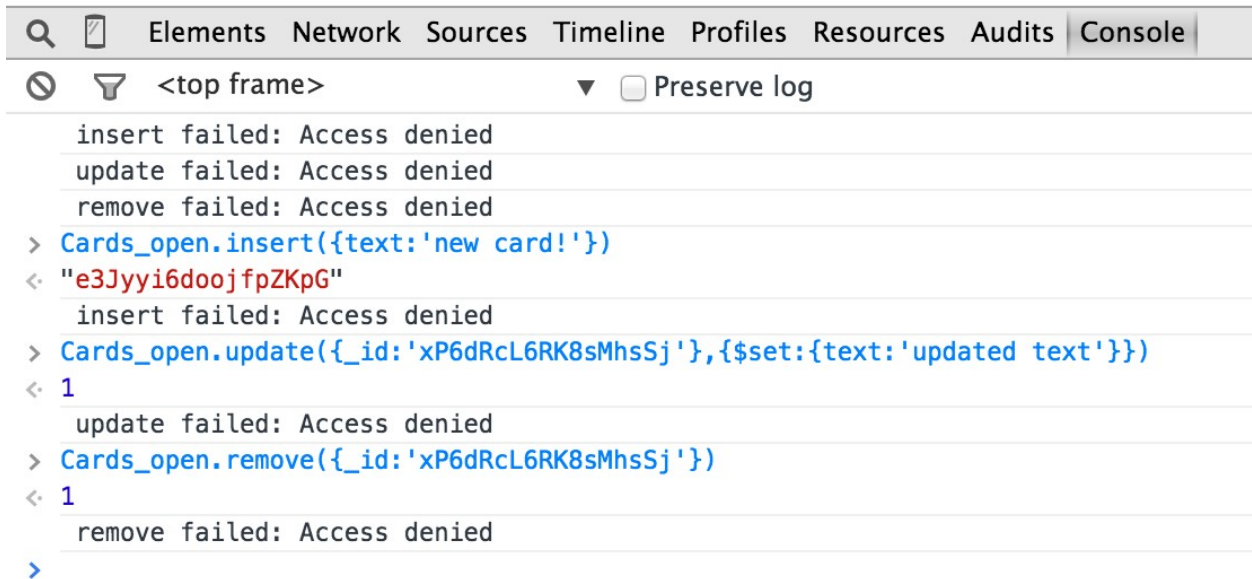 Elements Network Sources Timeline Profiles Resources Audits Console
<top frame> ▼ Preserve log
insert failed: Access denied
update failed: Access denied
remove failed: Access denied
> Cards_open.insert({text:'new card!'})
"e3Jyyi6doojfpZKpG"
insert failed: Access denied
> Cards_open.update({_id:'xP6dRcL6RK8sMhsSj'},{$set:{text:'updated text'}})
1
update failed: Access denied
> Cards_open.remove({_id:'xP6dRcL6RK8sMhsSj'})
1
remove failed: Access denied
>